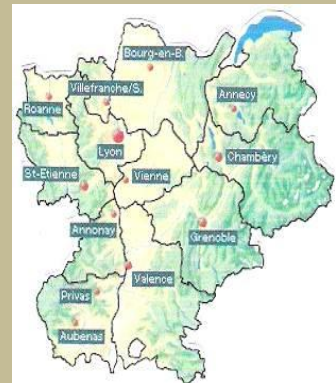 Bourg-en-B.
Villefranche/S.
Roanne
Annecy
Lyon
Chambéry
St-Etienne
Vienne
Annonay
Grenoble
Valence
Privas
Aubenas